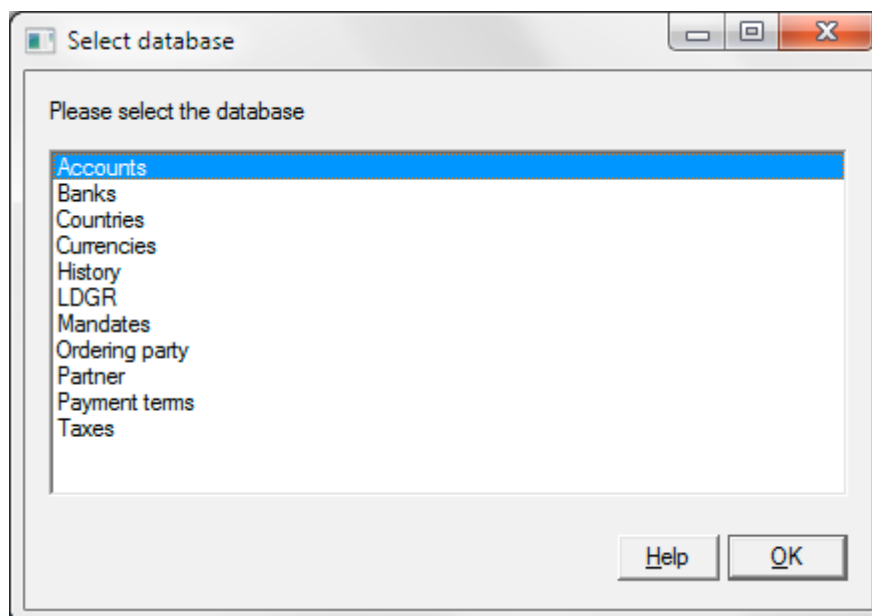 Select database
Please select the database
Accounts
Banks
Countries
Currencies
History
LDGR
Mandates
Ordering party
Partner
Payment terms
Taxes
Help OK